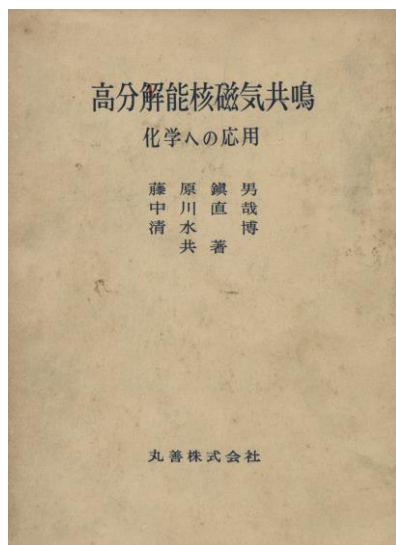 高分解能核磁気共鳴
化学への応用
藤原鎭男
中川直哉
清水博
共著
丸善株式会社